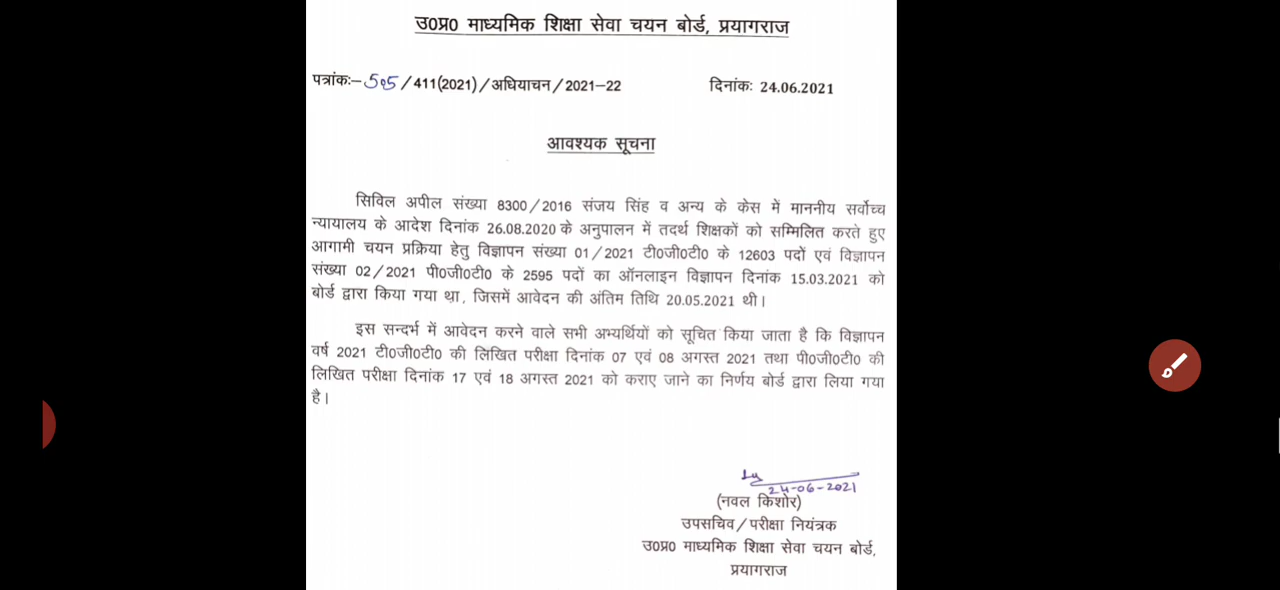 उ0प्र0 माध्यमिक शिक्षा सेवा चयन बोर्ड, प्रयागराज
पत्रांकः– 505 /411(2021)/अधियाचन/2021–22 दिनांकः 24.06.2021
आवश्यक सूचना
सिविल अपील संख्या 8300/2016 संजय सिंह व अन्य के केस में माननीय सर्वोच्च
न्यायालय के आदेश दिनांक 26.08.2020 के अनुपालन में तदर्थ शिक्षकों को सम्मिलित करते हुए
आगामी चयन प्रक्रिया हेतु विज्ञापन संख्या 01/2021 टी0जी0टी0 के 12603 पदों एवं विज्ञापन
संख्या 02/2021 पी0जी0टी0 के 2595 पदों का ऑनलाइन विज्ञापन दिनांक 15.03.2021 को
बोर्ड द्वारा किया गया था, जिसमें आवेदन की अंतिम तिथि 20.05.2021 थी।
इस सन्दर्भ में आवेदन करने वाले सभी अभ्यर्थियों को सूचित किया जाता है कि विज्ञापन
वर्ष 2021 टी0जी0टी0 की लिखित परीक्षा दिनांक 07 एवं 08 अगस्त 2021 तथा पी0जी0टी0 की
लिखित परीक्षा दिनांक 17 एवं 18 अगस्त 2021 को कराए जाने का निर्णय बोर्ड द्वारा लिया गया
है।
24-06-2021
(नवल किशोर)
उपसचिव/परीक्षा नियंत्रक
उ0प्र0 माध्यमिक शिक्षा सेवा चयन बोर्ड,
प्रयागराज